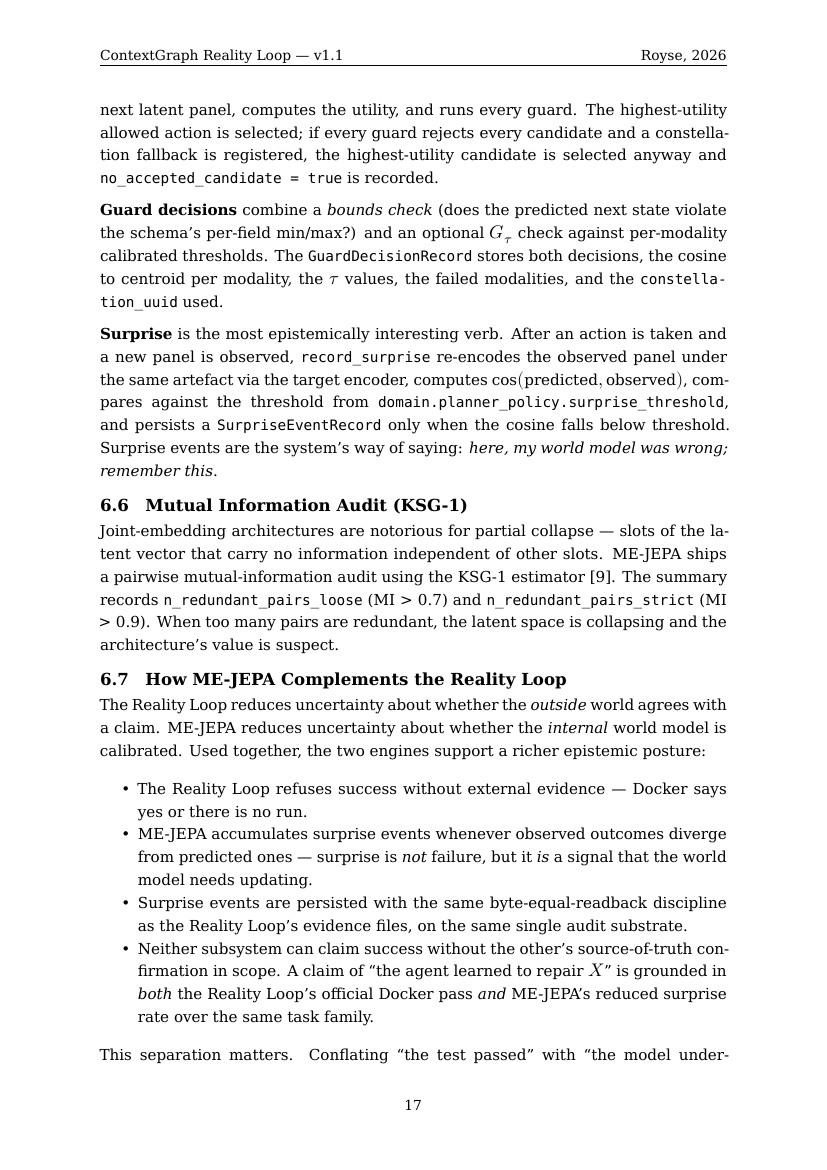 ContextGraph Reality Loop — v1.1 Royse, 2026
next latent panel, computes the utility, and runs every guard. The highest-utility
allowed action is selected; if every guard rejects every candidate and a constella-
tion fallback is registered, the highest-utility candidate is selected anyway and
no_accepted_candidate = true is recorded.
Guard decisions combine a bounds check (does the predicted next state violate
the schema’s per-field min/max?) and an optional G_τ check against per-modality
calibrated thresholds. The GuardDecisionRecord stores both decisions, the cosine
to centroid per modality, the τ values, the failed modalities, and the constella-
tion_uuid used.
Surprise is the most epistemically interesting verb. After an action is taken and
a new panel is observed, record_surprise re-encodes the observed panel under
the same artefact via the target encoder, computes cos(predicted, observed), com-
pares against the threshold from domain.planner_policy.surprise_threshold,
and persists a SurpriseEventRecord only when the cosine falls below threshold.
Surprise events are the system’s way of saying: here, my world model was wrong;
remember this.
6.6 Mutual Information Audit (KSG-1)
Joint-embedding architectures are notorious for partial collapse — slots of the la-
tent vector that carry no information independent of other slots. ME-JEPA ships
a pairwise mutual-information audit using the KSG-1 estimator [9]. The summary
records n_redundant_pairs_loose (MI > 0.7) and n_redundant_pairs_strict (MI
> 0.9). When too many pairs are redundant, the latent space is collapsing and the
architecture’s value is suspect.
6.7 How ME-JEPA Complements the Reality Loop
The Reality Loop reduces uncertainty about whether the outside world agrees with
a claim. ME-JEPA reduces uncertainty about whether the internal world model is
calibrated. Used together, the two engines support a richer epistemic posture:
• The Reality Loop refuses success without external evidence — Docker says
yes or there is no run.
• ME-JEPA accumulates surprise events whenever observed outcomes diverge
from predicted ones — surprise is not failure, but it is a signal that the world
model needs updating.
• Surprise events are persisted with the same byte-equal-readback discipline
as the Reality Loop’s evidence files, on the same single audit substrate.
• Neither subsystem can claim success without the other’s source-of-truth con-
firmation in scope. A claim of “the agent learned to repair X” is grounded in
both the Reality Loop’s official Docker pass and ME-JEPA’s reduced surprise
rate over the same task family.
This separation matters. Conflating “the test passed” with “the model under-
17